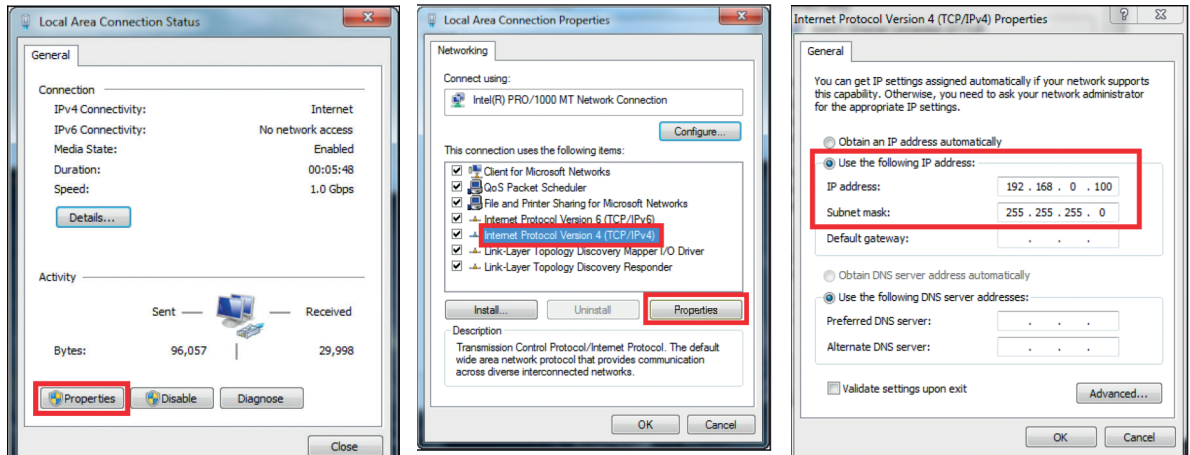 Local Area Connection Status
General
Connection
IPv4 Connectivity: Internet
IPv6 Connectivity: No network access
Media State: Enabled
Duration: 00:05:48
Speed: 1.0 Gbps
Details...
Activity
Sent Received
Bytes: 96,057 29,998
Properties Disable Diagnose
Close
Local Area Connection Properties
Networking
Connect using:
Intel(R) PRO/1000 MT Network Connection
Configure...
This connection uses the following items:
Client for Microsoft Networks
QoS Packet Scheduler
File and Printer Sharing for Microsoft Networks
Internet Protocol Version 6 (TCP/IPv6)
Internet Protocol Version 4 (TCP/IPv4)
Link-Layer Topology Discovery Mapper I/O Driver
Link-Layer Topology Discovery Responder
Install... Uninstall Properties
Description
Transmission Control Protocol/Internet Protocol. The default
wide area network protocol that provides communication
across diverse interconnected networks.
OK Cancel
Internet Protocol Version 4 (TCP/IPv4) Properties
General
You can get IP settings assigned automatically if your network supports
this capability. Otherwise, you need to ask your network administrator
for the appropriate IP settings.
Obtain an IP address automatically
Use the following IP address:
IP address: 192 . 168 . 0 . 100
Subnet mask: 255 . 255 . 255 . 0
Default gateway: . . .
Obtain DNS server address automatically
Use the following DNS server addresses:
Preferred DNS server: . . .
Alternate DNS server: . . .
Validate settings upon exit
Advanced...
OK Cancel